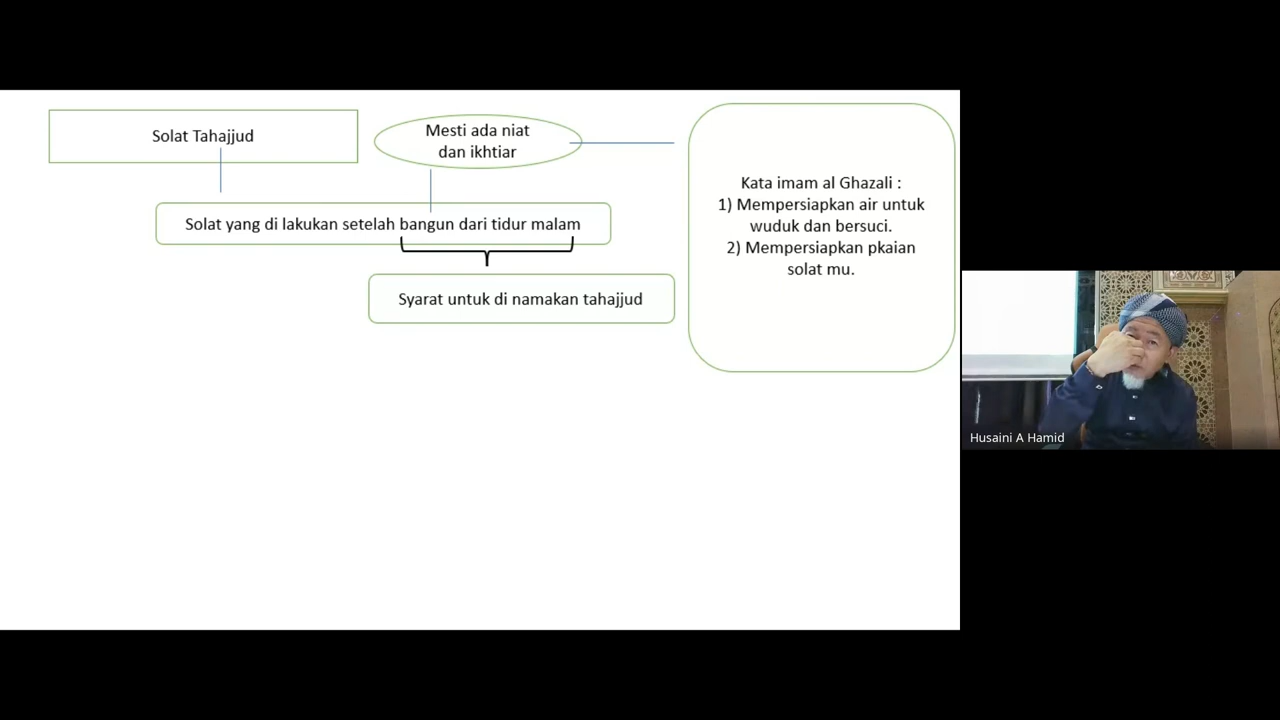 Solat Tahajjud
Mesti ada niat
dan ikhtiar
Solat yang di lakukan setelah bangun dari tidur malam
Syarat untuk di namakan tahajjud
Kata imam al Ghazali :
1) Mempersiapkan air untuk
wuduk dan bersuci.
2) Mempersiapkan pkaian
solat mu.
Husaini A Hamid